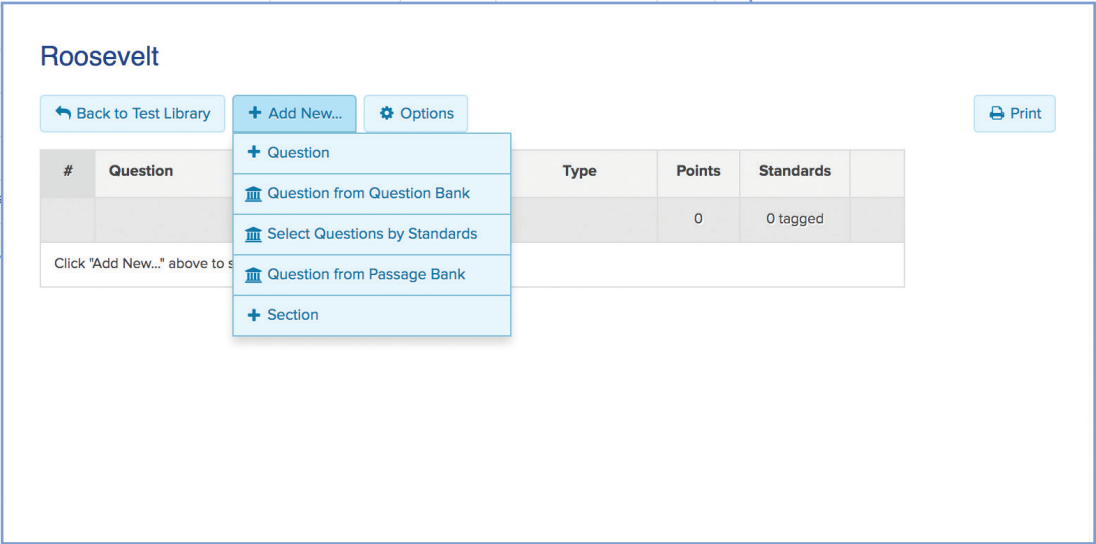 Roosevelt
Back to Test Library
Add New...
Options
Print
# Question Type Points Standards
0 0 tagged
Click "Add New..." above to s
Question
Question from Question Bank
Select Questions by Standards
Question from Passage Bank
Section